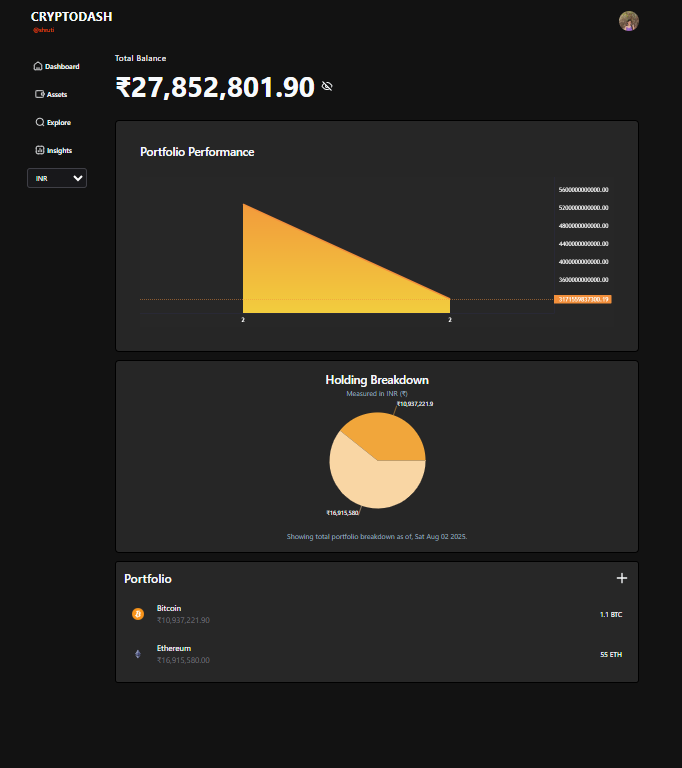 CRYPTODASH
@shruti
Dashboard
Assets
Explore
Insights
INR
Total Balance
₹27,852,801.90
Portfolio Performance
5600000000000.00
5200000000000.00
4800000000000.00
4400000000000.00
4000000000000.00
3600000000000.00
3171559837300.19
2
2
Holding Breakdown
Measured in INR (₹)
₹10,937,221.9
₹16,915,580
Showing total portfolio breakdown as of, Sat Aug 02 2025.
Portfolio
Bitcoin
₹10,937,221.90
1.1 BTC
Ethereum
₹16,915,580.00
55 ETH